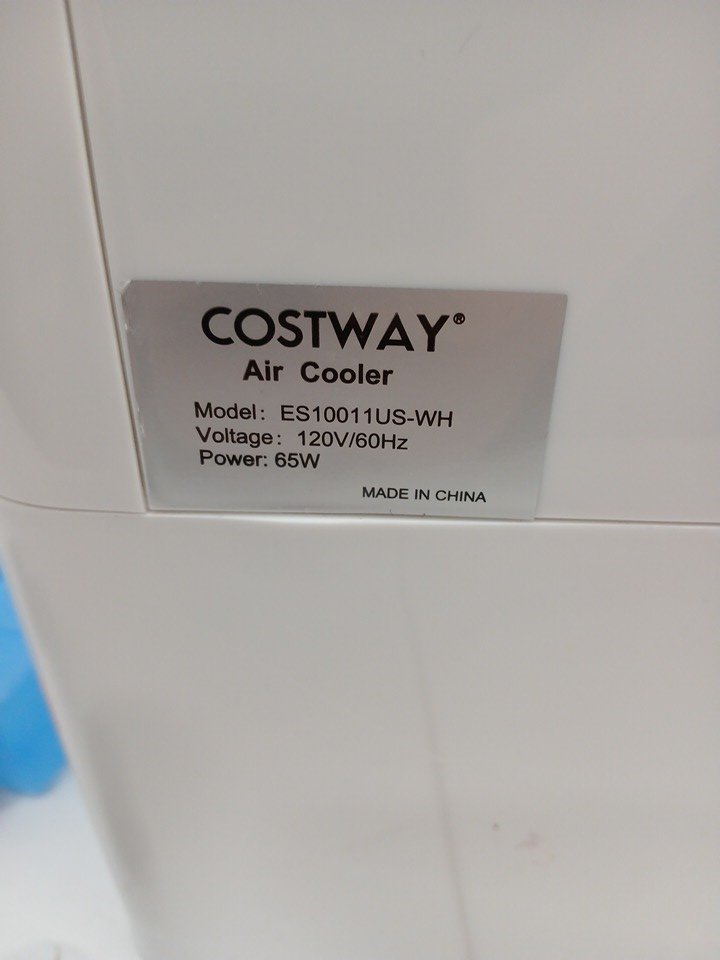 COSTWAY®
Air Cooler
Model: ES10011US-WH
Voltage: 120V/60Hz
Power: 65W
MADE IN CHINA